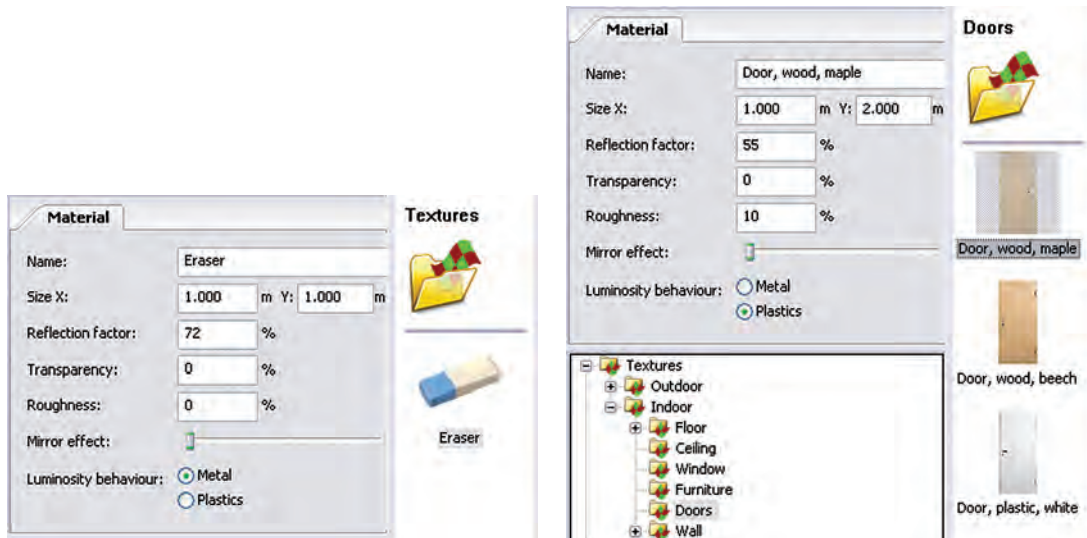 Material
Textures
Name: Eraser
Size X: 1.000 m Y: 1.000 m
Reflection factor: 72 %
Transparency: 0 %
Roughness: 0 %
Mirror effect:
Luminosity behaviour: Metal
Plastics
Eraser
Material
Name: Door, wood, maple
Size X: 1.000 m Y: 2.000 m
Reflection factor: 55 %
Transparency: 0 %
Roughness: 10 %
Mirror effect:
Luminosity behaviour: Metal
Plastics
Textures
Outdoor
Indoor
Floor
Ceiling
Window
Furniture
Doors
Wall
Doors
Door, wood, maple
Door, wood, beech
Door, plastic, white